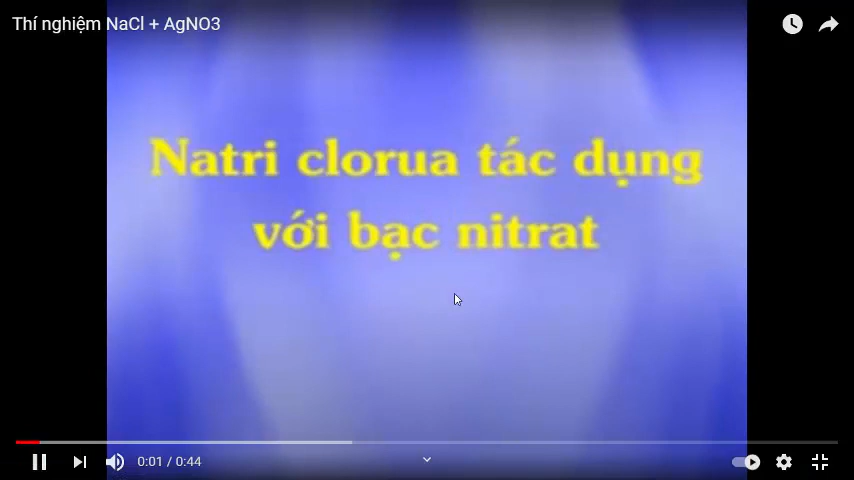 Thí nghiệm NaCl + AgNO3
Natri clorua tác dụng
với bạc nitrat
0:01 / 0:44